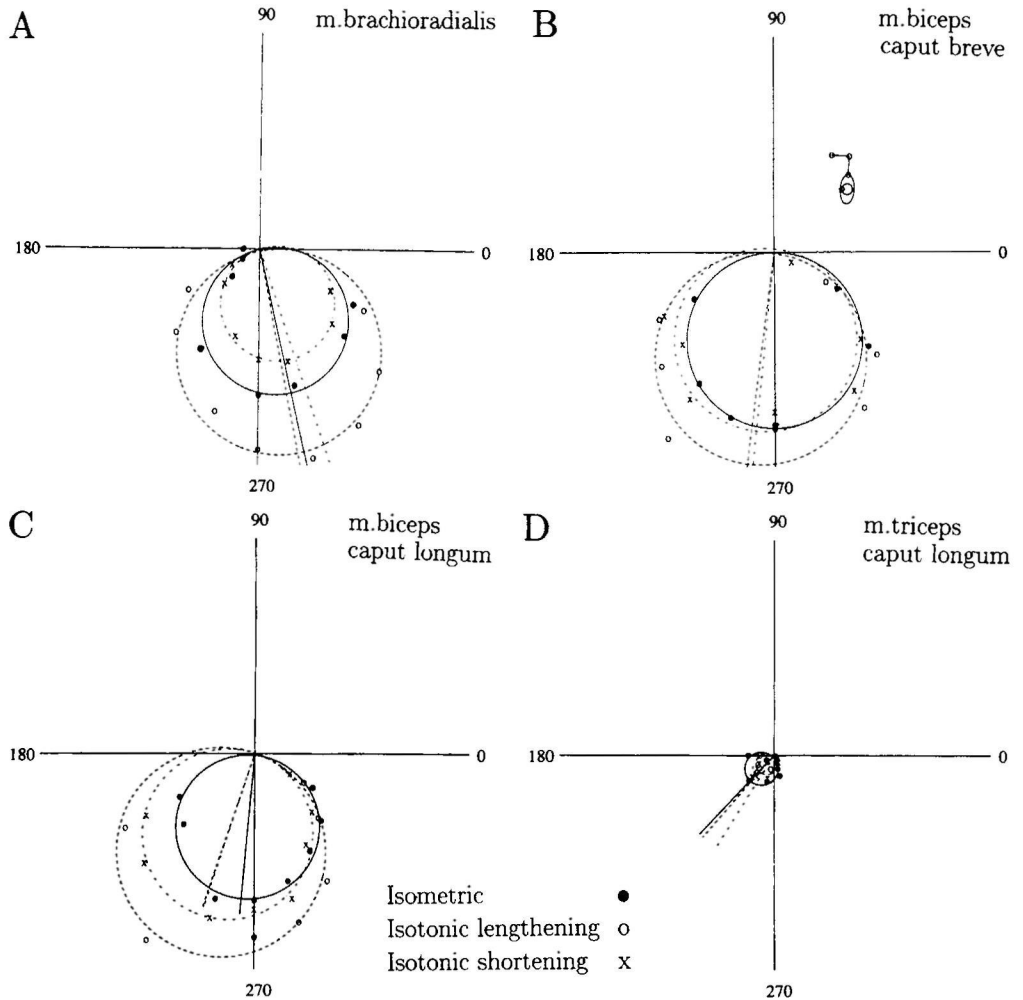 A
90
m.brachioradialis
180
0
270
B
90
m.biceps
caput breve
180
0
270
C
90
m.biceps
caput longum
180
0
270
D
90
m.triceps
caput longum
180
0
270
Isometric ●
Isotonic lengthening o
Isotonic shortening x